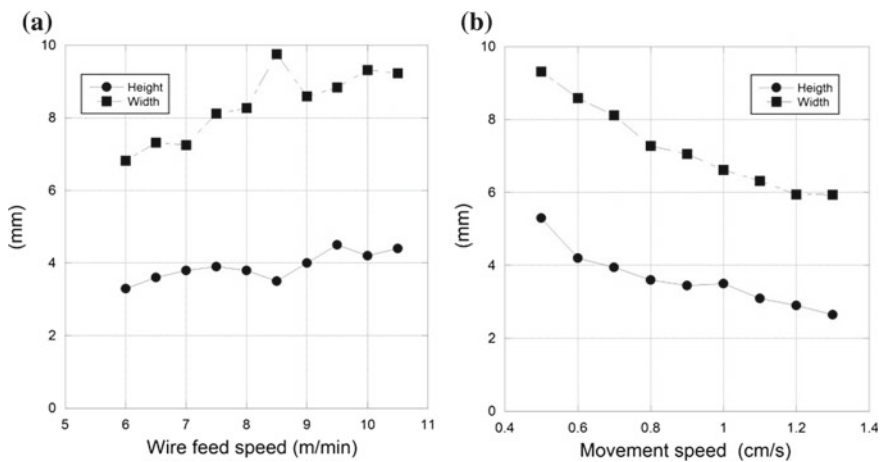 (a)
10
8
6
4
2
0
(mm)
Height
Width
5 6 7 8 9 10 11
Wire feed speed (m/min)
(b)
10
8
6
4
2
0
(mm)
Heigth
Width
0.4 0.6 0.8 1 1.2 1.4
Movement speed (cm/s)